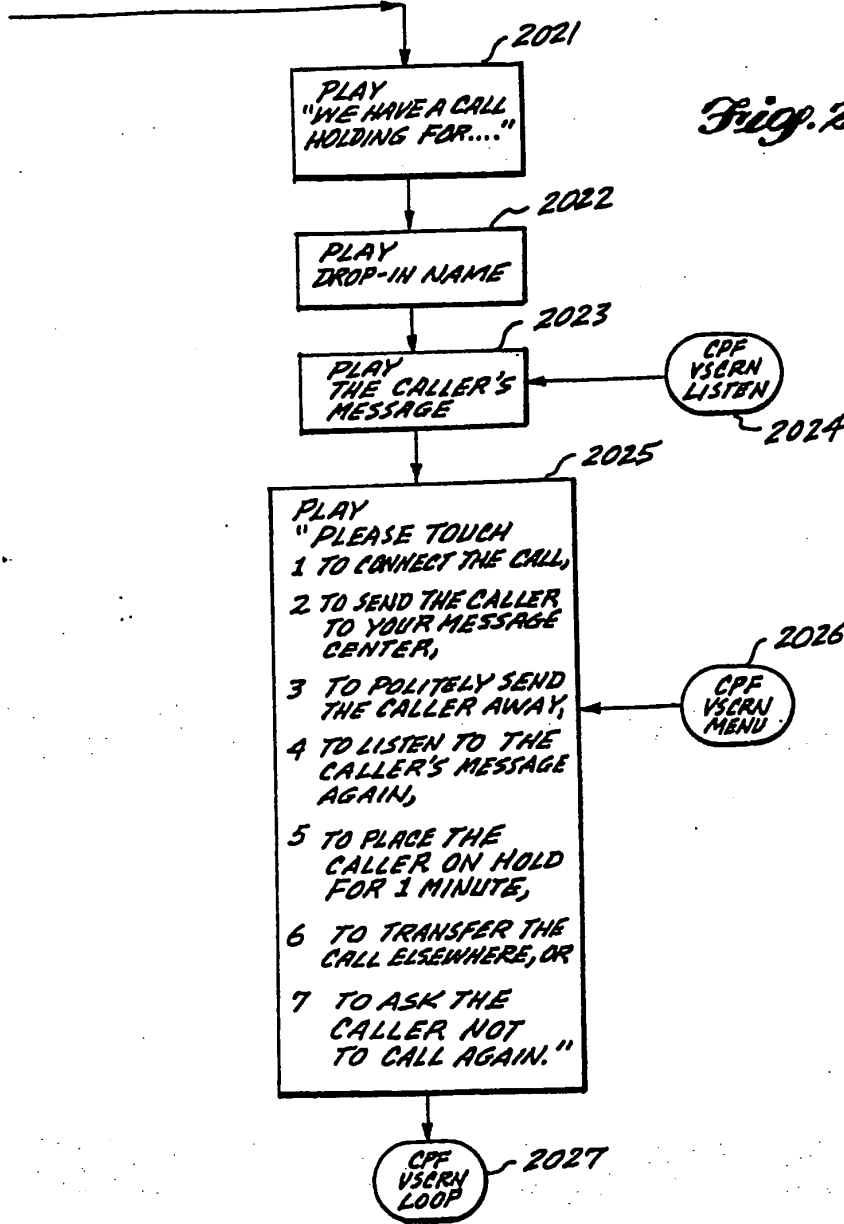 2021
PLAY
"WE HAVE A CALL
HOLDING FOR...."
Fig. 2
2022
PLAY
DROP-IN NAME
2023
PLAY
THE CALLER'S
MESSAGE
CPF
VSCRN
LISTEN
2024
2025
PLAY
"PLEASE TOUCH
1 TO CONNECT THE CALL,
2 TO SEND THE CALLER
TO YOUR MESSAGE
CENTER,
3 TO POLITELY SEND
THE CALLER AWAY,
4 TO LISTEN TO THE
CALLER'S MESSAGE
AGAIN,
5 TO PLACE THE
CALLER ON HOLD
FOR 1 MINUTE,
6 TO TRANSFER THE
CALL ELSEWHERE, OR
7 TO ASK THE
CALLER NOT
TO CALL AGAIN."
2026
CPF
VSCRN
MENU
CPF
VSCRN
LOOP
2027